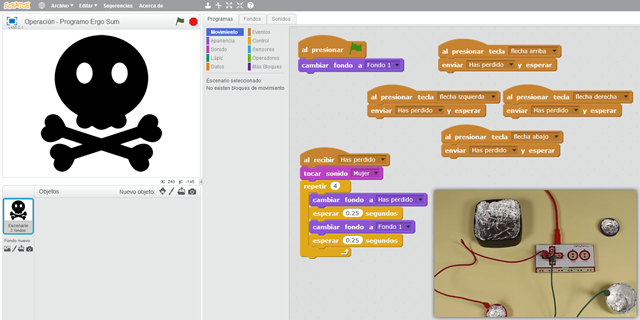 SCRATCH Archivo Editar Sugerencias Acerca de
Operación - Programo Ergo Sum
Programas Fondos Sonidos
Movimiento Eventos
Apariencia Control
Sonido Sensores
Lápiz Operadores
Datos Más Bloques
Escenario seleccionado:
No existen bloques de movimiento
al presionar
cambiar fondo a Fondo 1
al presionar tecla flecha arriba
enviar Has perdido y esperar
al presionar tecla flecha izquierda
enviar Has perdido y esperar
al presionar tecla flecha derecha
enviar Has perdido y esperar
al presionar tecla flecha abajo
enviar Has perdido y esperar
al recibir Has perdido
tocar sonido Mujer
repetir 4
cambiar fondo a Has perdido
esperar 0.25 segundos
cambiar fondo a Fondo 1
esperar 0.25 segundos
X: 240 Y: -145
Objetos Nuevo objeto:
Escenario
2 fondos
Fondo nuevo